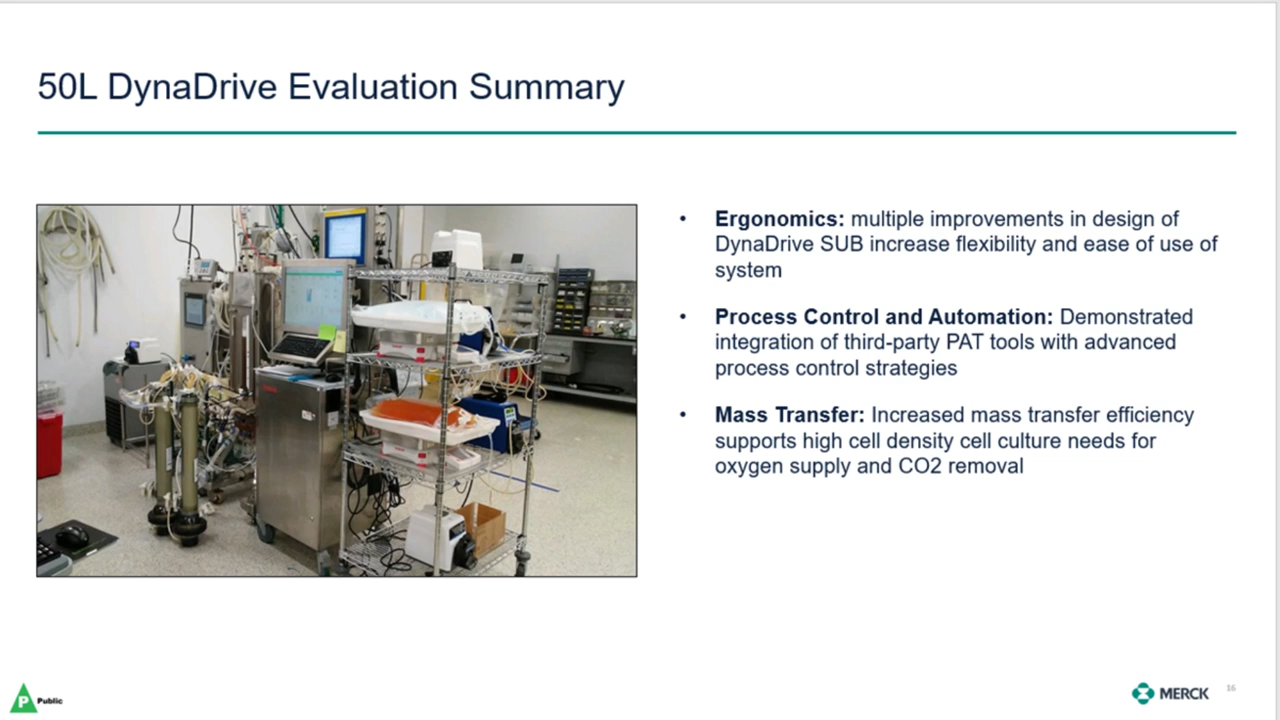 50L DynaDrive Evaluation Summary
• Ergonomics: multiple improvements in design of
DynaDrive SUB increase flexibility and ease of use of
system
• Process Control and Automation: Demonstrated
integration of third-party PAT tools with advanced
process control strategies
• Mass Transfer: Increased mass transfer efficiency
supports high cell density cell culture needs for
oxygen supply and CO2 removal
P Public
MERCK
16